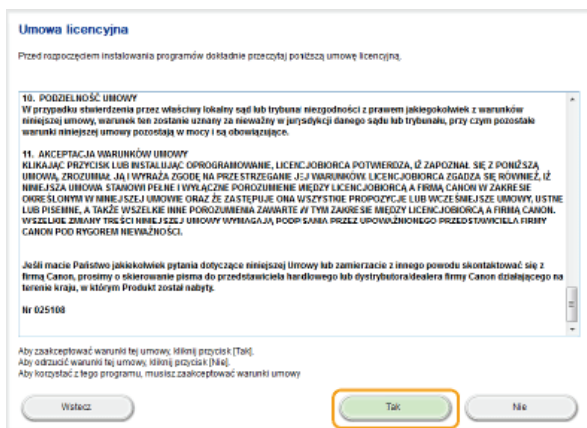 Umowa licencyjna
Przed rozpoczęciem instalowania programów dokładnie przeczytaj poniższą umowę licencyjną.
10. PODZIELNOŚĆ UMOWY
W przypadku stwierdzenia przez właściwy lokalny sąd lub trybunał niezgodności z prawem jakiegokolwiek z warunków
niniejszej umowy, warunek ten zostanie uznany za nieważny w jurysdykcji danego sądu lub trybunału, przy czym pozostałe
warunki niniejszej umowy pozostają w mocy i są obowiązujące.
11. AKCEPTACJA WARUNKÓW UMOWY
KLIKAJĄC PRZYCISK LUB INSTALUJĄC OPROGRAMOWANIE, LICENCJOBIORCA POTWIERDZA, IŻ ZAPOZNAŁ SIĘ Z PONIŻSZĄ
UMOWĄ, ZROZUMIAŁ JĄ I WYRAŻA ZGODĘ NA PRZESTRZEGANIE JEJ WARUNKÓW. LICENCJOBIORCA ZGADZA SIĘ RÓWNIEŻ, IŻ
NINIEJSZA UMOWA STANOWI PEŁNE I WYŁĄCZNE POROZUMIENIE MIĘDZY LICENCJOBIORCĄ A FIRMĄ CANON W ZAKRESIE
OKREŚLONYM W NINIEJSZEJ UMOWIE ORAZ ŻE ZASTĘPUJE ONA WSZYSTKIE PROPOZYCJE LUB WCZEŚNIEJSZE UMOWY, USTNE
LUB PISEMNE, A TAKŻE WSZELKIE INNE POROZUMIENIA ZAWARTE W TYM ZAKRESIE MIĘDZY LICENCJOBIORCĄ A FIRMĄ CANON.
WSZELKIE ZMIANY TREŚCI NINIEJSZEJ UMOWY WYMAGAJĄ PODPISANIA PRZEZ UPOWAŻNIONEGO PRZEDSTAWICIELA FIRMY
CANON POD RYGOREM NIEWAŻNOŚCI.
Jeśli macie Państwo jakiekolwiek pytania dotyczące niniejszej Umowy lub zamierzacie z innego powodu skontaktować się z
firmą Canon, prosimy o skierowanie pisma do przedstawiciela handlowego lub dystrybutora/dealera firmy Canon działającego na
terenie kraju, w którym Produkt został nabyty.
Nr 025108
Aby zaakceptować warunki tej umowy, kliknij przycisk [Tak].
Aby odrzucić warunki tej umowy, kliknij przycisk [Nie].
Aby korzystać z tego programu, musisz zaakceptować warunki umowy
Wstecz Tak Nie